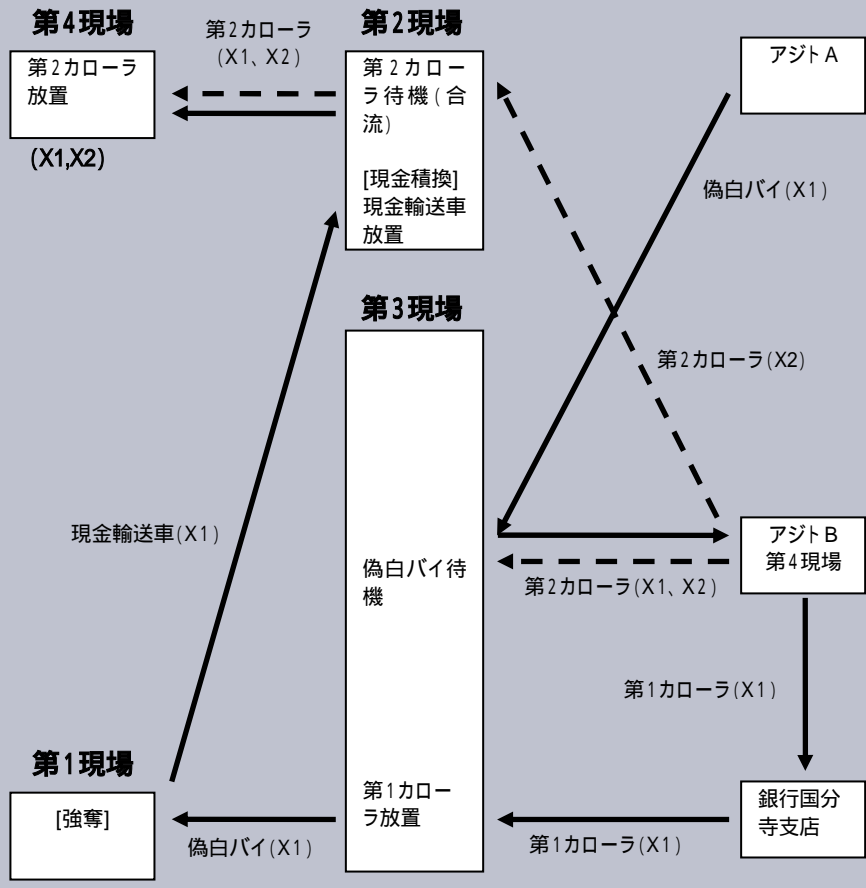 第4現場
第2カローラ
(X1、X2)
第2現場
第2カローラ
放置
(X1,X2)
第2カロー
ラ待機(合
流)
[現金積換]
現金輸送車
放置
アジトA
偽白バイ(X1)
第3現場
第2カローラ(X2)
現金輸送車(X1)
偽白バイ待
機
アジトB
第4現場
第2カローラ(X1、X2)
第1カローラ(X1)
第1現場
[強奪]
偽白バイ(X1)
第1カロー
ラ放置
第1カローラ(X1)
銀行国分
寺支店